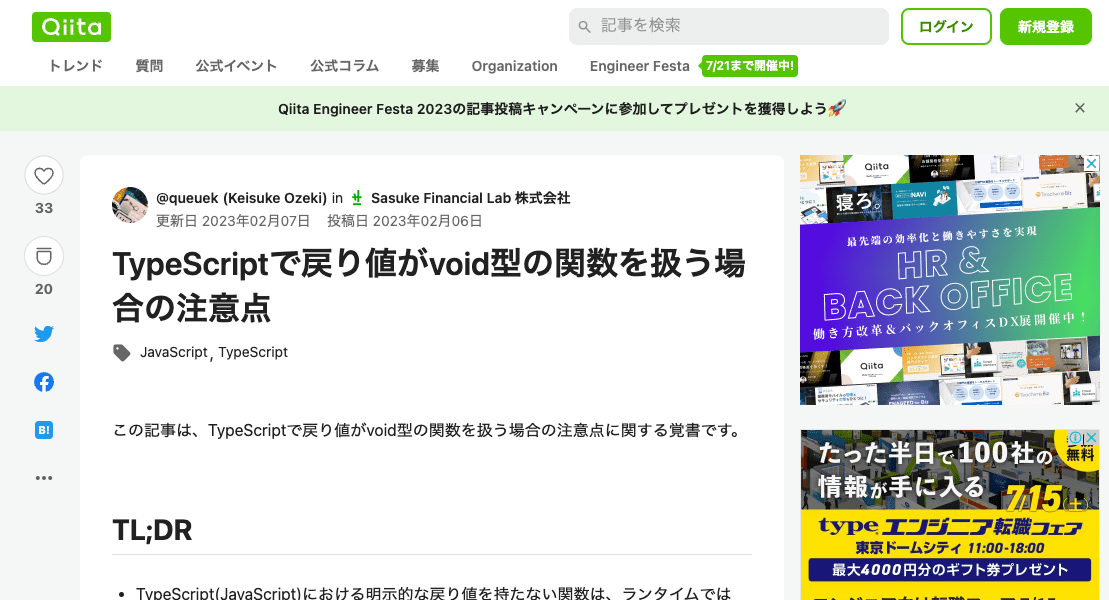 Qiita
記事を検索
ログイン
新規登録
トレンド 質問 公式イベント 公式コラム 募集 Organization Engineer Festa 7/21まで開催中!
Qiita Engineer Festa 2023の記事投稿キャンペーンに参加してプレゼントを獲得しよう🚀
33
20
B!
@queuek (Keisuke Ozeki) in Sasuke Financial Lab 株式会社
更新日 2023年02月07日 投稿日 2023年02月06日
TypeScriptで戻り値がvoid型の関数を扱う場
合の注意点
JavaScript, TypeScript
この記事は、TypeScriptで戻り値がvoid型の関数を扱う場合の注意点に関する覚書です。
TL;DR
• TypeScript(JavaScript)における明示的な戻り値を持たない関数は、ランタイムでは
Qiita
寝ろ。
NAVI
最先端の効率化と働きやすさを実現
HR &
BACK OFFICE
働き方改革&バックオフィスDX展開催中!
Qiita
たった半日で100社の
情報が手に入る
無料
7.15(土)
type エンジニア転職フェア
東京ドームシティ 11:00-18:00
最大4000円分のギフト券プレゼント